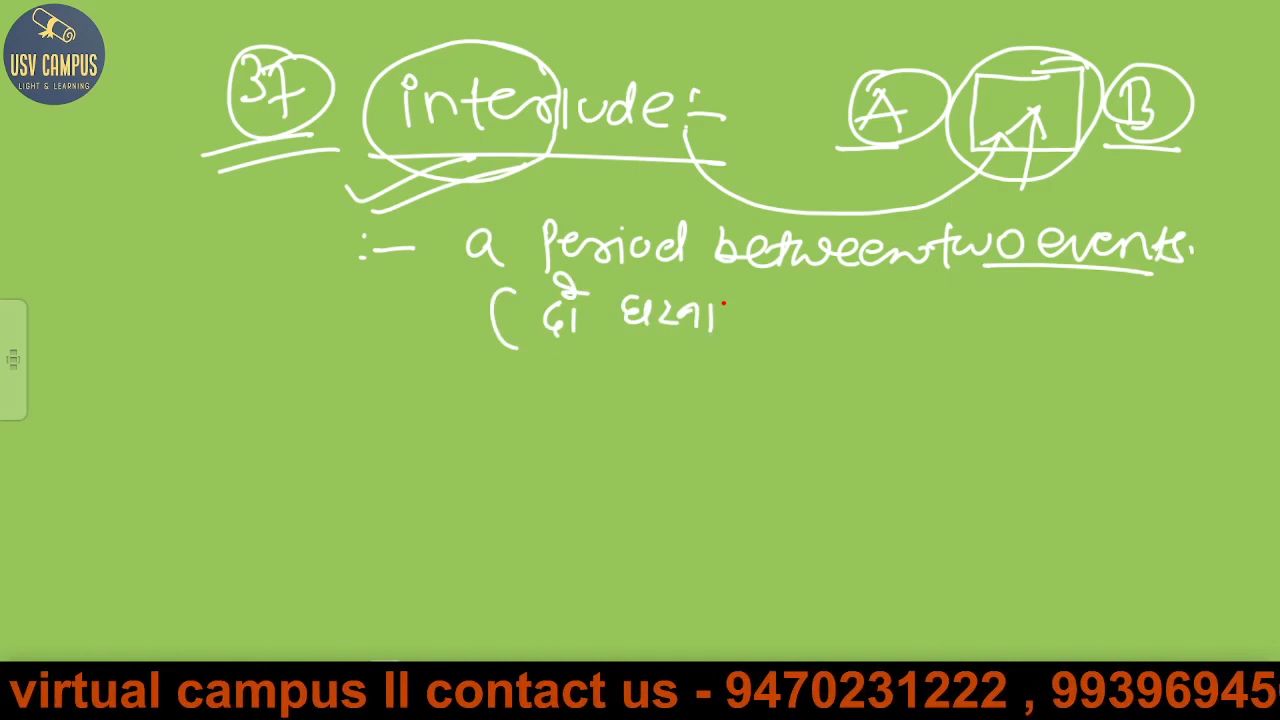 USV CAMPUS
LIGHT & LEARNING
37 interlude :- A B
:- a period between two events.
( दो घटना
virtual campus II contact us - 9470231222 , 99396945